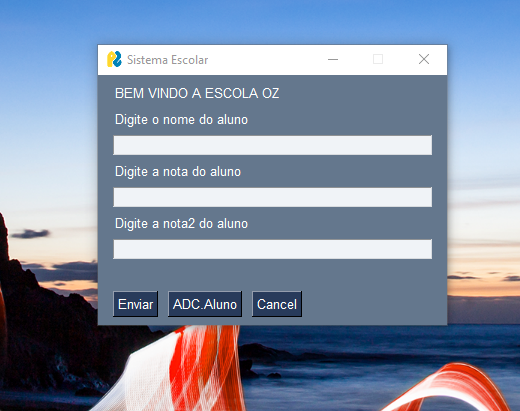 Sistema Escolar
BEM VINDO A ESCOLA OZ
Digite o nome do aluno
Digite a nota do aluno
Digite a nota2 do aluno
Enviar ADC.Aluno Cancel